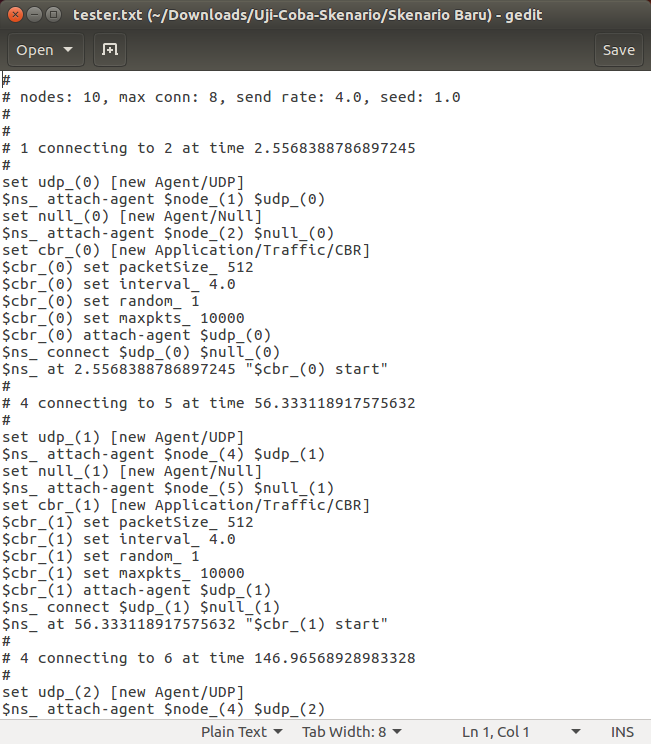 tester.txt (~/Downloads/Uji-Coba-Skenario/Skenario Baru) - gedit
Open Save
#
# nodes: 10, max conn: 8, send rate: 4.0, seed: 1.0
#
#
# 1 connecting to 2 at time 2.5568388786897245
#
set udp_(0) [new Agent/UDP]
$ns_ attach-agent $node_(1) $udp_(0)
set null_(0) [new Agent/Null]
$ns_ attach-agent $node_(2) $null_(0)
set cbr_(0) [new Application/Traffic/CBR]
$cbr_(0) set packetSize_ 512
$cbr_(0) set interval_ 4.0
$cbr_(0) set random_ 1
$cbr_(0) set maxpkts_ 10000
$cbr_(0) attach-agent $udp_(0)
$ns_ connect $udp_(0) $null_(0)
$ns_ at 2.5568388786897245 "$cbr_(0) start"
#
# 4 connecting to 5 at time 56.333118917575632
#
set udp_(1) [new Agent/UDP]
$ns_ attach-agent $node_(4) $udp_(1)
set null_(1) [new Agent/Null]
$ns_ attach-agent $node_(5) $null_(1)
set cbr_(1) [new Application/Traffic/CBR]
$cbr_(1) set packetSize_ 512
$cbr_(1) set interval_ 4.0
$cbr_(1) set random_ 1
$cbr_(1) set maxpkts_ 10000
$cbr_(1) attach-agent $udp_(1)
$ns_ connect $udp_(1) $null_(1)
$ns_ at 56.333118917575632 "$cbr_(1) start"
#
# 4 connecting to 6 at time 146.96568928983328
#
set udp_(2) [new Agent/UDP]
$ns_ attach-agent $node_(4) $udp_(2)
Plain Text Tab Width: 8 Ln 1, Col 1 INS